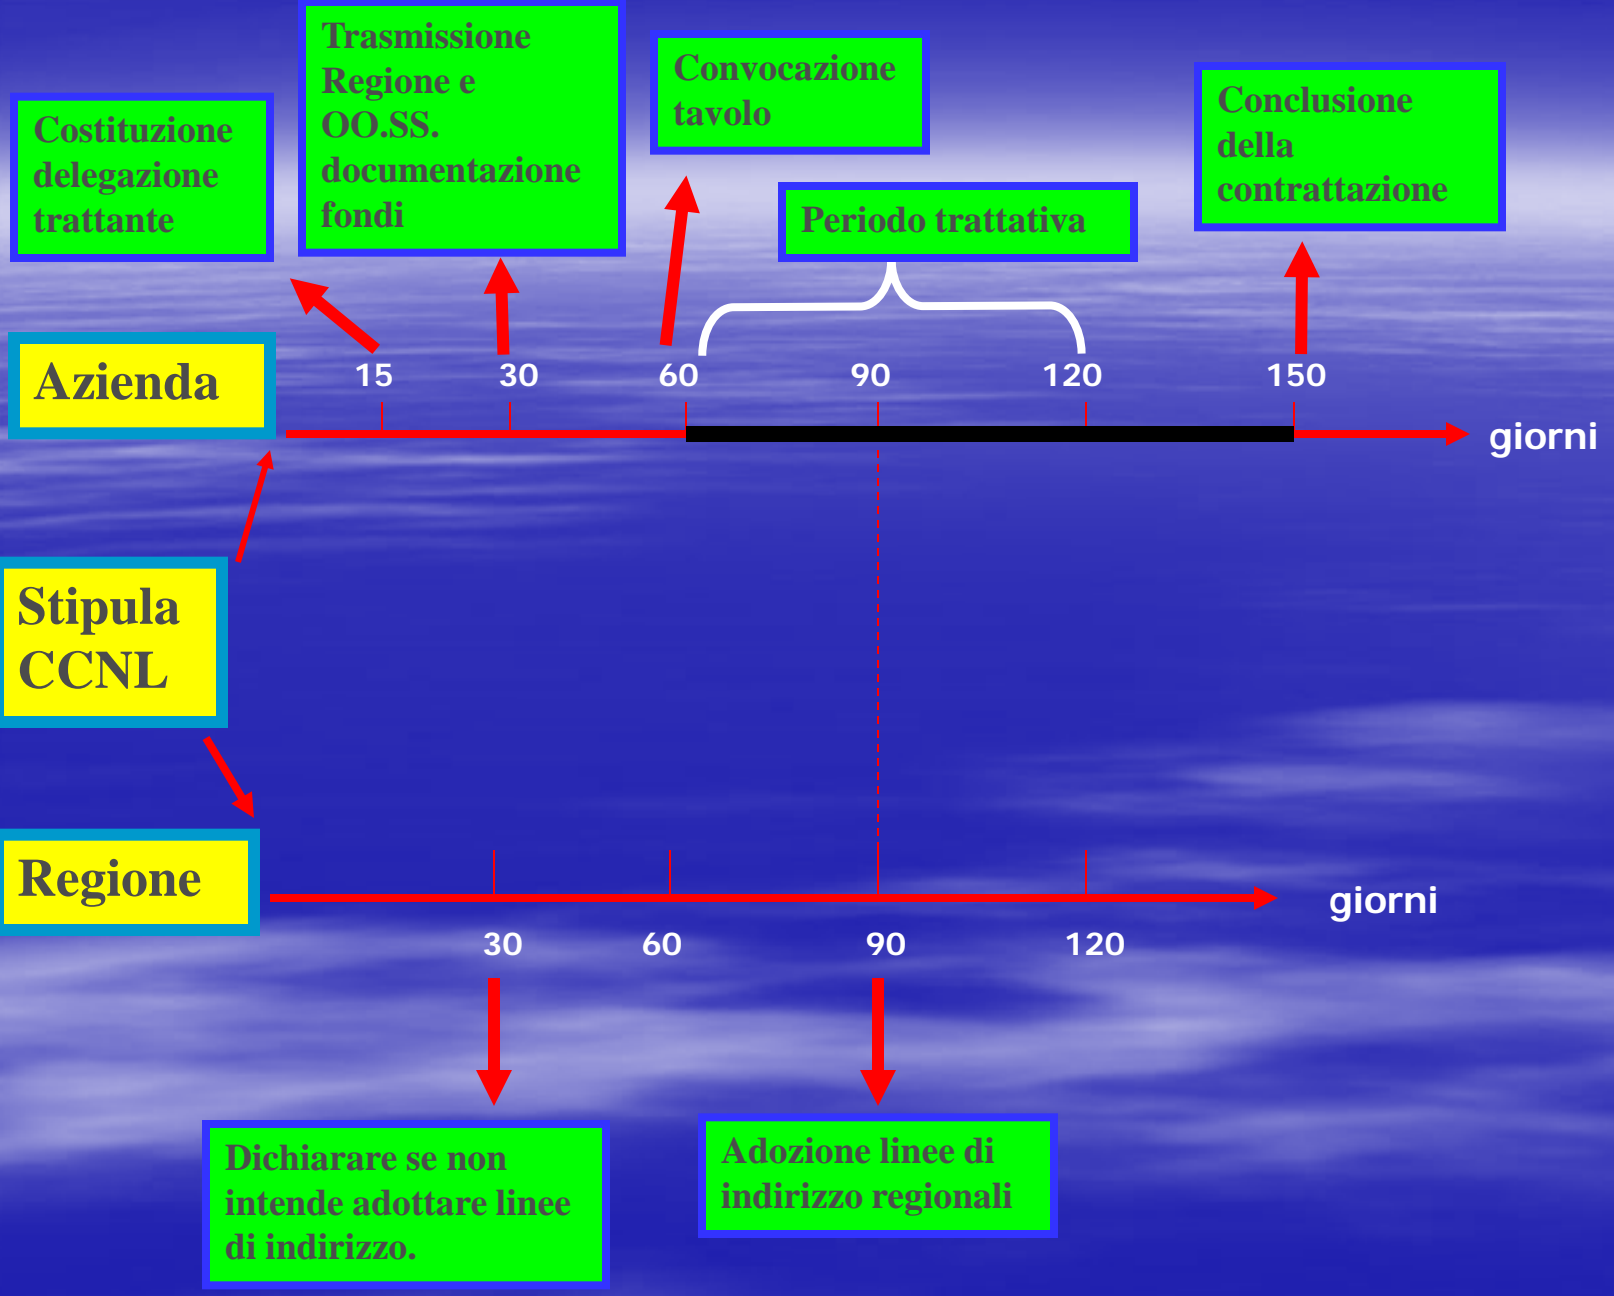 Trasmissione
Regione e
OO.SS.
documentazione
fondi
Convocazione
tavolo
Conclusione
della
contrattazione
Costituzione
delegazione
trattante
Periodo trattativa
Azienda
15
30
60
90
120
150
giorni
Stipula
CCNL
Regione
giorni
30
60
90
120
Dichiarare se non
intende adottare linee
di indirizzo.
Adozione linee di
indirizzo regionali